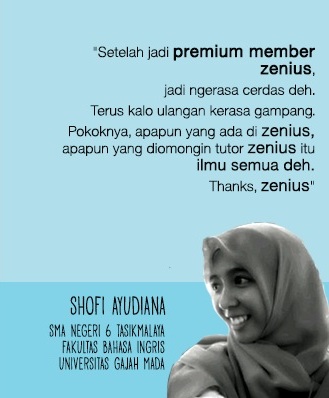 "Setelah jadi premium member
zenius,
jadi ngerasa cerdas deh.
Terus kalo ulangan kerasa gampang.
Pokoknya, apapun yang ada di zenius,
apapun yang diomongin tutor zenius itu
ilmu semua deh.
Thanks, zenius"
SHOFI AYUDIANA
SMA NEGERI 6 TASIKMALAYA
FAKULTAS BAHASA INGRIS
UNIVERSITAS GAJAH MADA